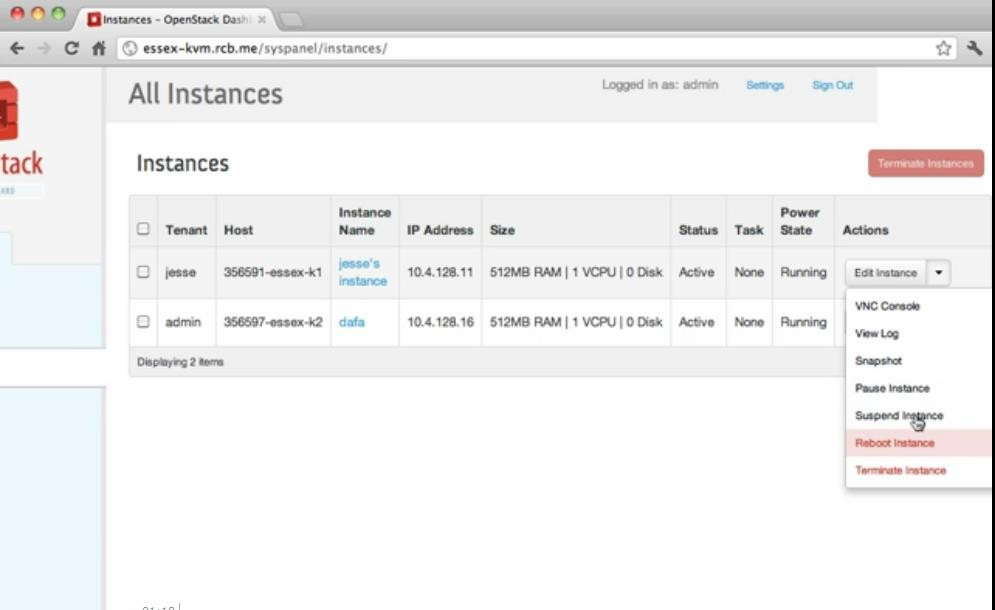 Instances - OpenStack Dash
essex-kvm.rcb.me/syspanel/instances/
All Instances
Logged in as: admin Settings Sign Out
tack
Instances
Terminate Instances
Tenant Host Instance Name IP Address Size Status Task Power State Actions
jesse 356591-essex-k1 jesse's instance 10.4.128.11 512MB RAM | 1 VCPU | 0 Disk Active None Running Edit Instance
admin 356597-essex-k2 dafa 10.4.128.16 512MB RAM | 1 VCPU | 0 Disk Active None Running
Displaying 2 items
VNC Console
View Log
Snapshot
Pause Instance
Suspend Instance
Reboot Instance
Terminate Instance